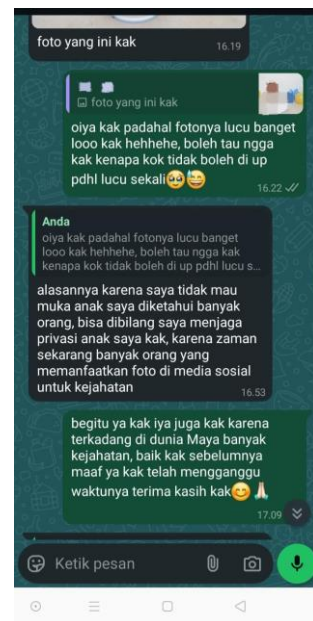 foto yang ini kak
16.19
foto yang ini kak
oiya kak padahal fotonya lucu banget
looo kak hehhehe, boleh tau ngga
kak kenapa kok tidak boleh di up
pdhl lucu sekali🥹😅
16.22
Anda
oiya kak padahal fotonya lucu banget
looo kak hehhehe, boleh tau ngga kak
kenapa kok tidak boleh di up pdhl lucu s...
alasannya karena saya tidak mau
muka anak saya diketahui banyak
orang, bisa dibilang saya menjaga
privasi anak saya kak, karena zaman
sekarang banyak orang yang
memanfaatkan foto di media sosial
untuk kejahatan
16.53
begitu ya kak iya juga kak karena
terkadang di dunia Maya banyak
kejahatan, baik kak sebelumnya
maaf ya kak telah mengganggu
waktunya terima kasih kak😊🙏🏻
17.09
Ketik pesan